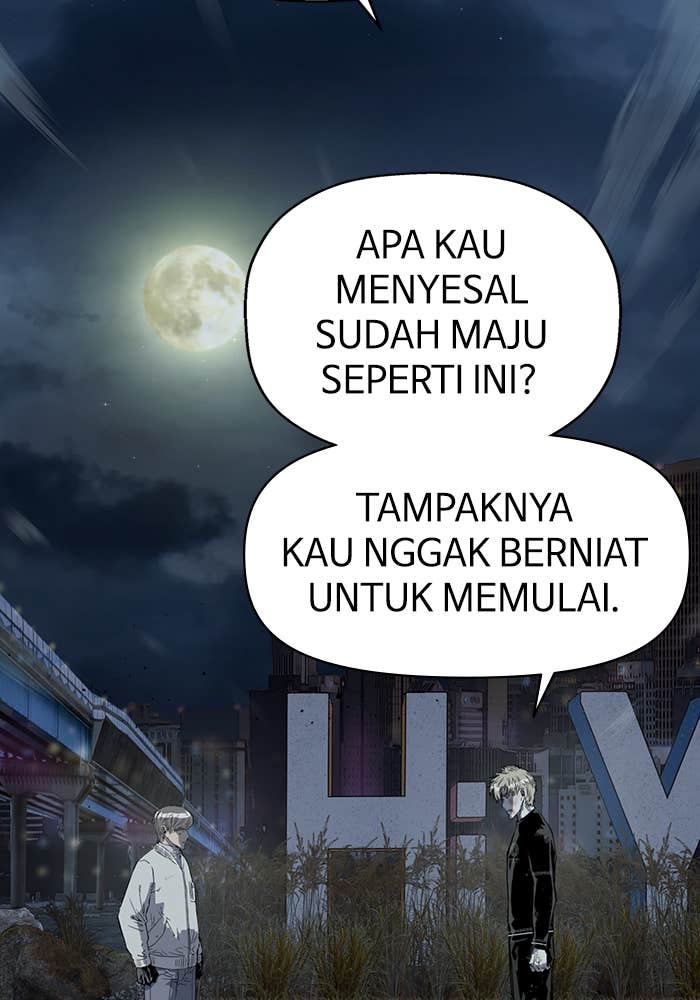 APA KAU
MENYESAL
SUDAH MAJU
SEPERTI INI?
TAMPAKNYA
KAU NGGAK BERNIAT
UNTUK MEMULAI.
H:Y